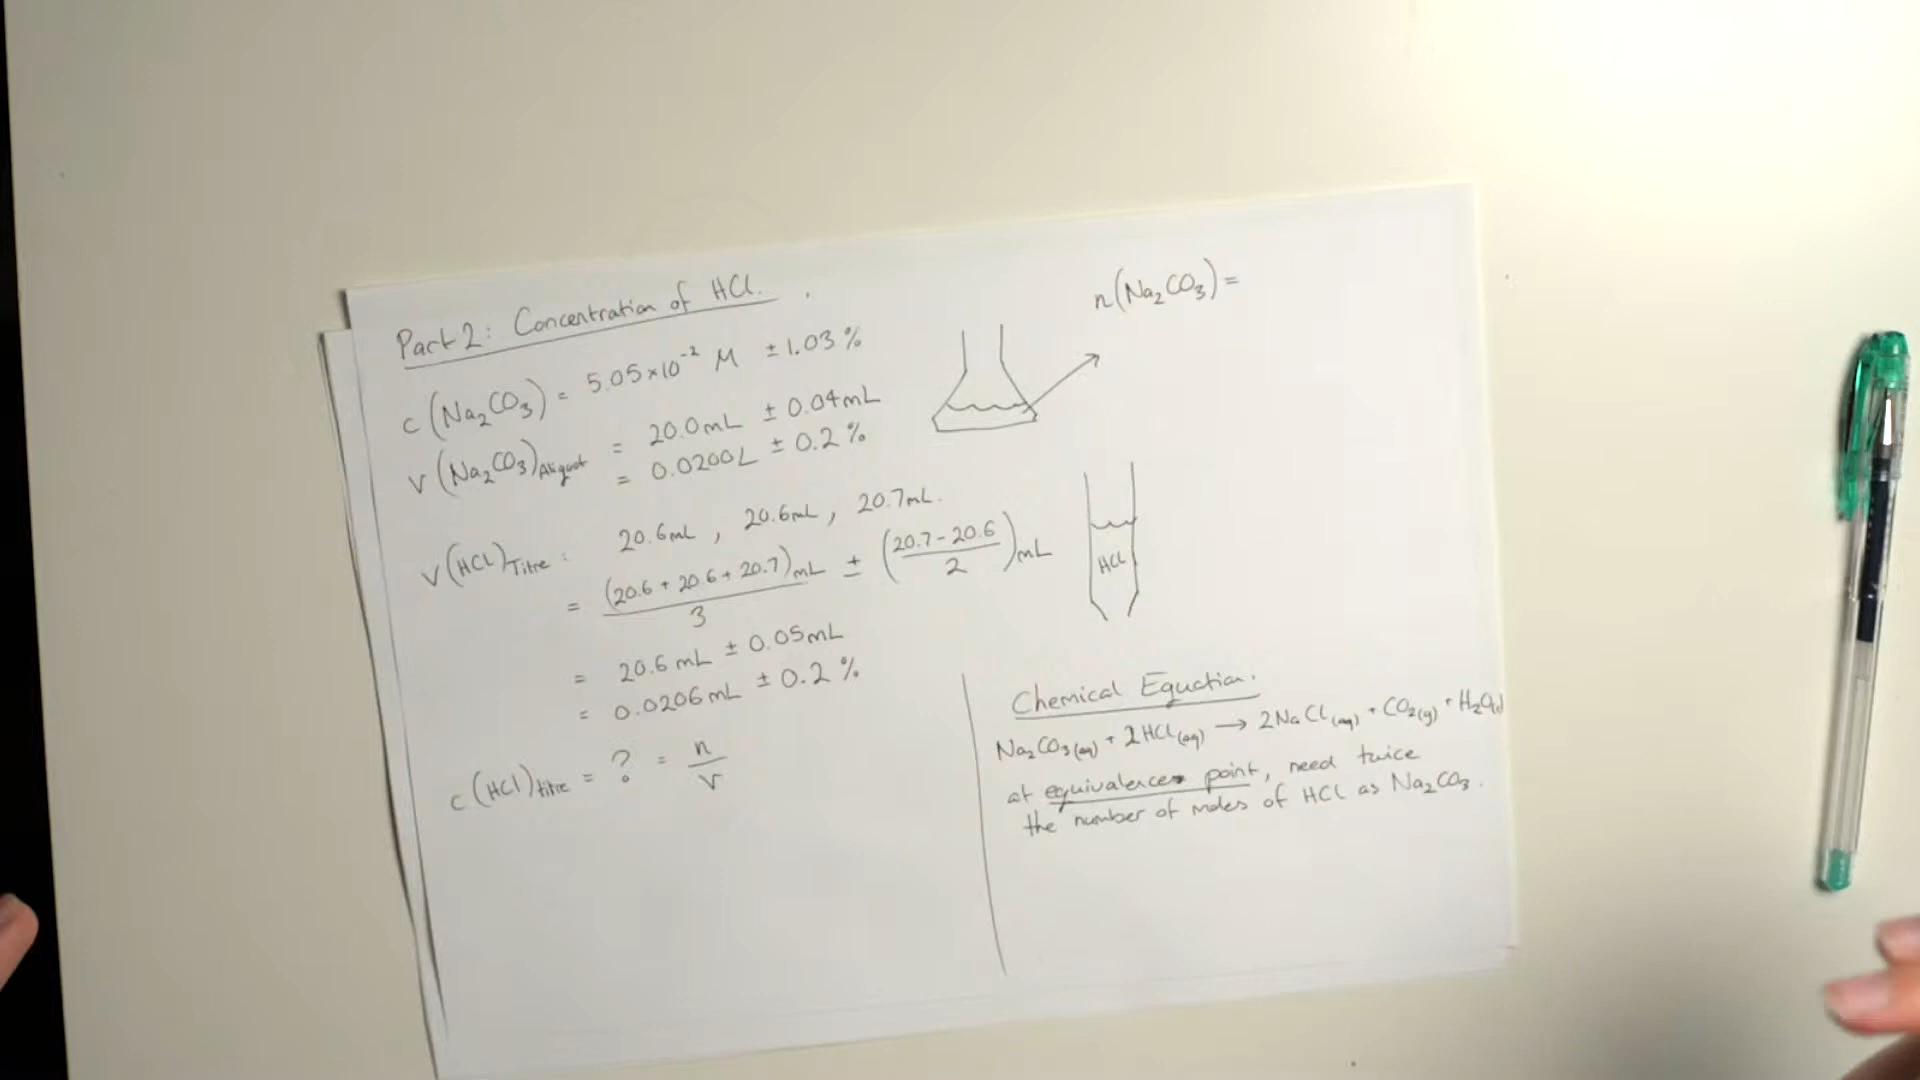 Part 2: Concentration of HCl.
c(Na₂CO₃) = 5.05×10⁻² M ± 1.03%
V(Na₂CO₃)Aliquot = 20.0mL ± 0.04mL
= 0.0200L ± 0.2%
V(HCl)Titre: 20.6mL, 20.6mL, 20.7mL.
= (20.6 + 20.6 + 20.7)mL / 3 ± (20.7 - 20.6 / 2)mL
= 20.6 mL ± 0.05mL
= 0.0206mL ± 0.2%
c(HCl)titre = ? = n / V
n(Na₂CO₃) =
HCl
Chemical Equation.
Na₂CO₃(aq) + 2HCl(aq) → 2NaCl(aq) + CO₂(g) + H₂O(l)
at equivalence point, need twice
the number of moles of HCl as Na₂CO₃.